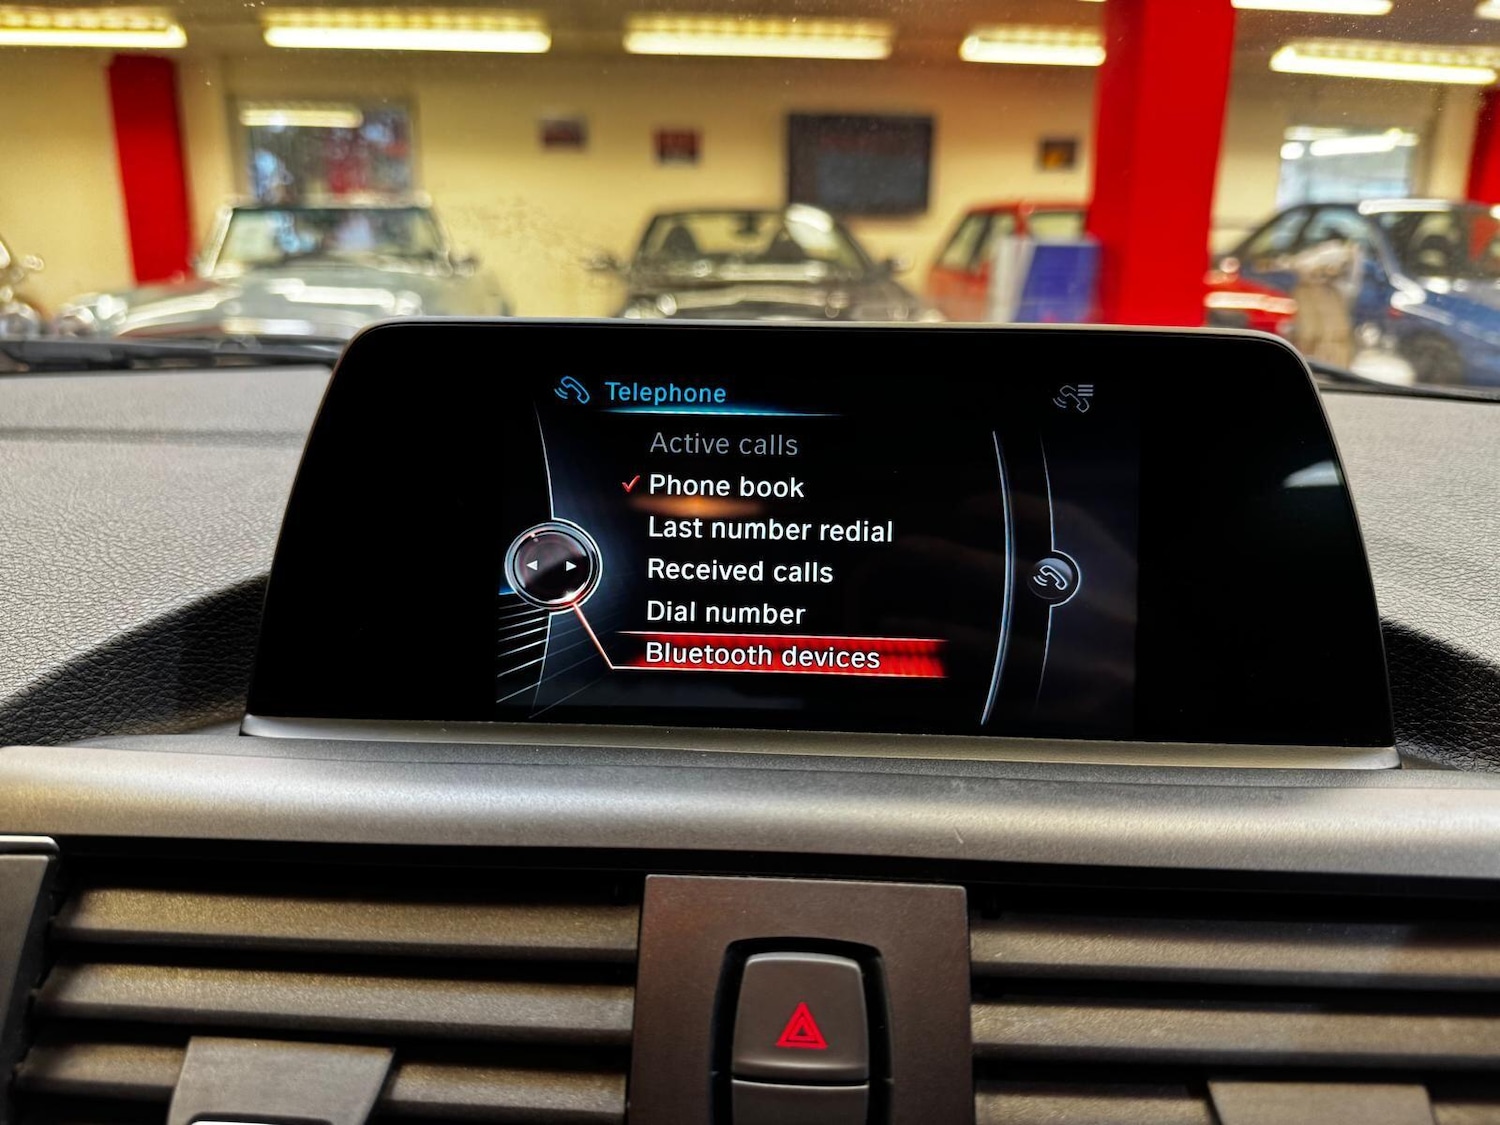 Telephone
Active calls
Phone book
Last number redial
Received calls
Dial number
Bluetooth devices